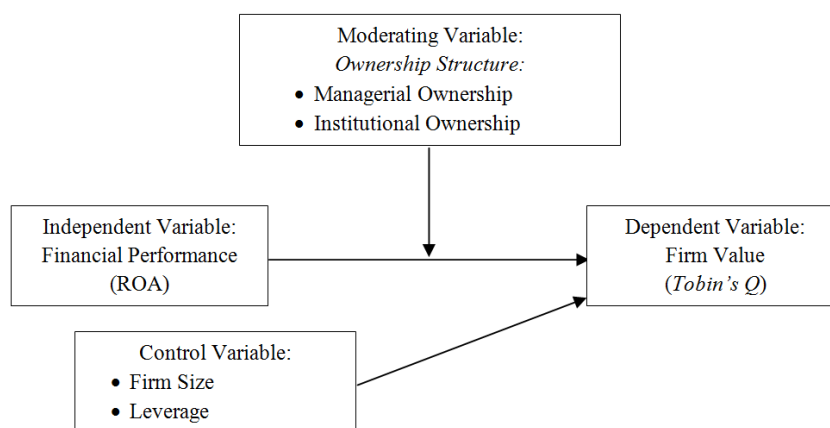 Moderating Variable:
Ownership Structure:
• Managerial Ownership
• Institutional Ownership
Independent Variable:
Financial Performance
(ROA)
Dependent Variable:
Firm Value
(Tobin's Q)
Control Variable:
• Firm Size
• Leverage